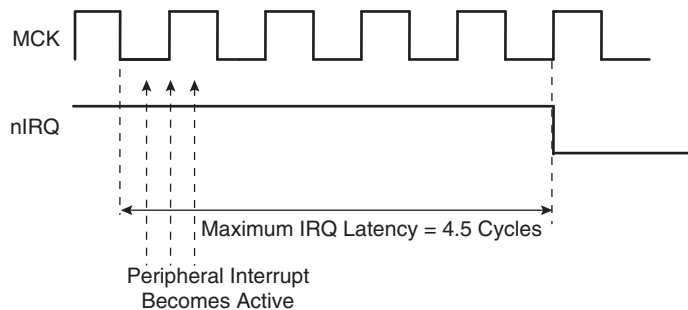 MCK
nIRQ
Maximum IRQ Latency = 4.5 Cycles
Peripheral Interrupt
Becomes Active